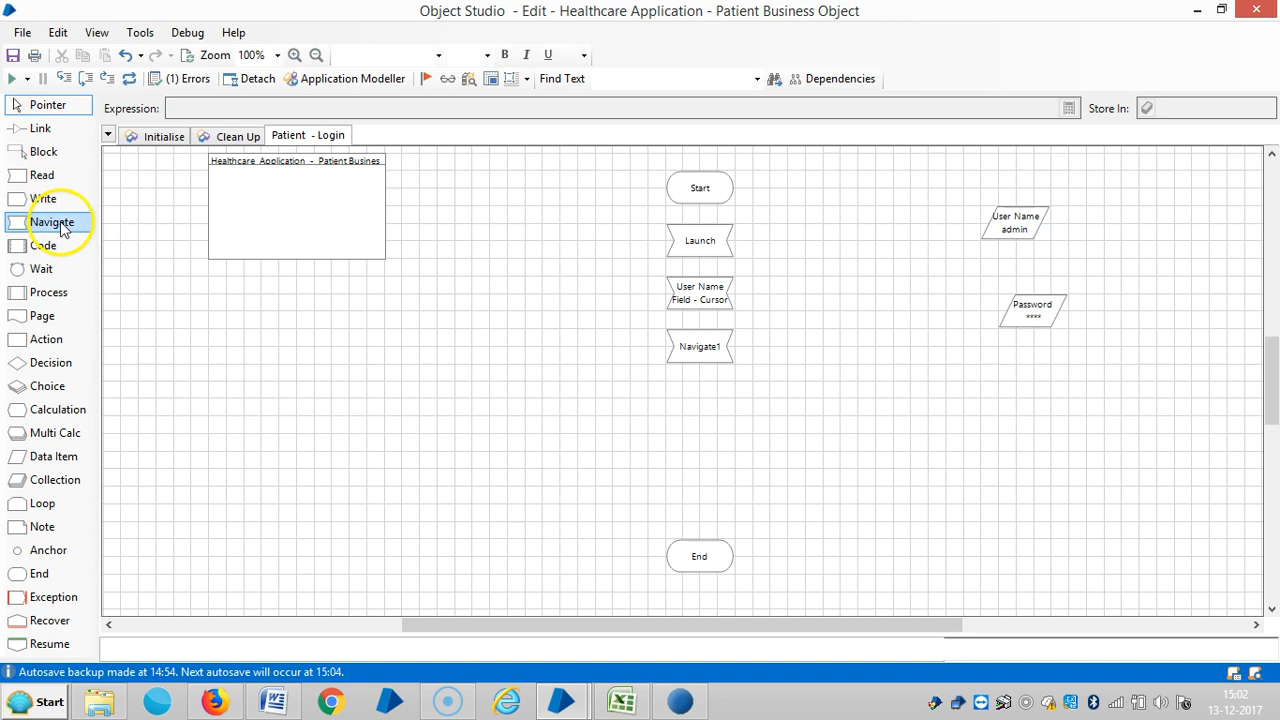 Object Studio - Edit - Healthcare Application - Patient Business Object
File Edit View Tools Debug Help
Zoom 100% B I U
(1) Errors Detach Application Modeller Find Text Dependencies
Pointer Expression: Store In:
Link
Initialise Clean Up Patient - Login
Block
Read
Write
Navigate
Code
Wait
Process
Page
Action
Decision
Choice
Calculation
Multi Calc
Data Item
Collection
Loop
Note
Anchor
End
Exception
Recover
Resume
Healthcare Application - Patient Busines
Start
Launch
User Name
Field - Cursor
Navigate1
End
User Name
admin
Password
****
Autosave backup made at 14:54. Next autosave will occur at 15:04.
Start
15:02
13-12-2017